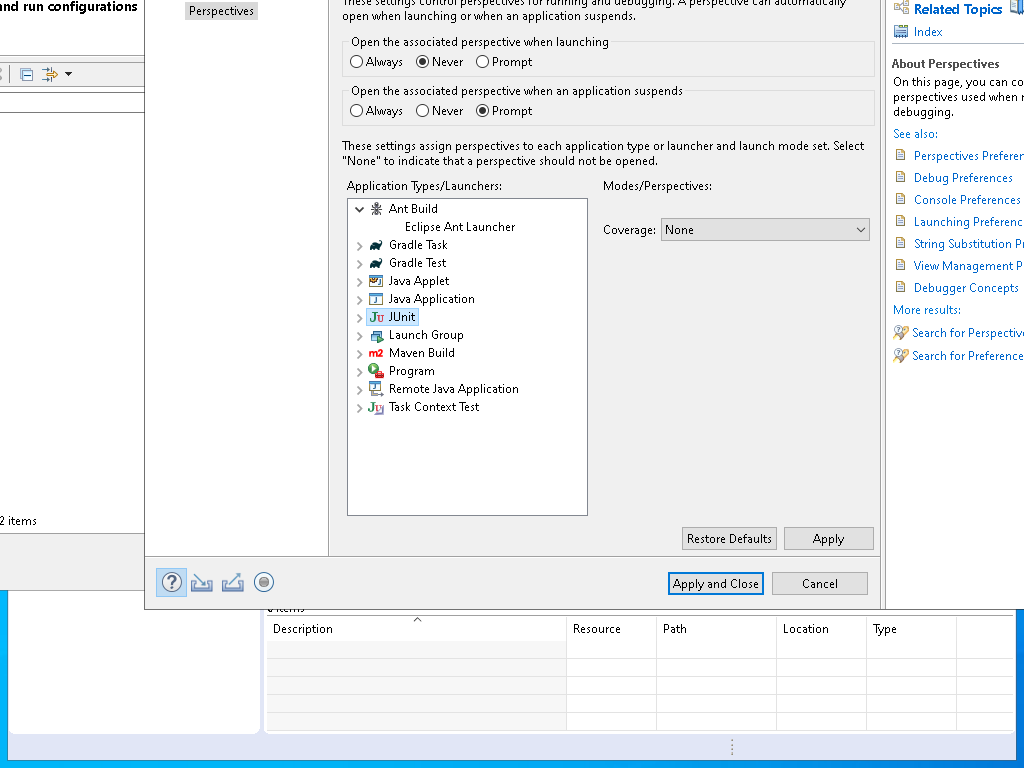 and run configurations
Perspectives
These settings control perspectives for running and debugging. A perspective can automatically
open when launching or when an application suspends.
Open the associated perspective when launching
Always Never Prompt
Open the associated perspective when an application suspends
Always Never Prompt
These settings assign perspectives to each application type or launcher and launch mode set. Select
"None" to indicate that a perspective should not be opened.
Application Types/Launchers:
Ant Build
Eclipse Ant Launcher
Gradle Task
Gradle Test
Java Applet
Java Application
JUnit
Launch Group
Maven Build
Program
Remote Java Application
Task Context Test
Modes/Perspectives:
Coverage: None
Restore Defaults Apply
Apply and Close Cancel
Related Topics
Index
About Perspectives
On this page, you can co
perspectives used when r
debugging.
See also:
Perspectives Preferen
Debug Preferences
Console Preferences
Launching Preferenc
String Substitution Pr
View Management P
Debugger Concepts
More results:
Search for Perspectiv
Search for Preference
2 items
items
Description Resource Path Location Type